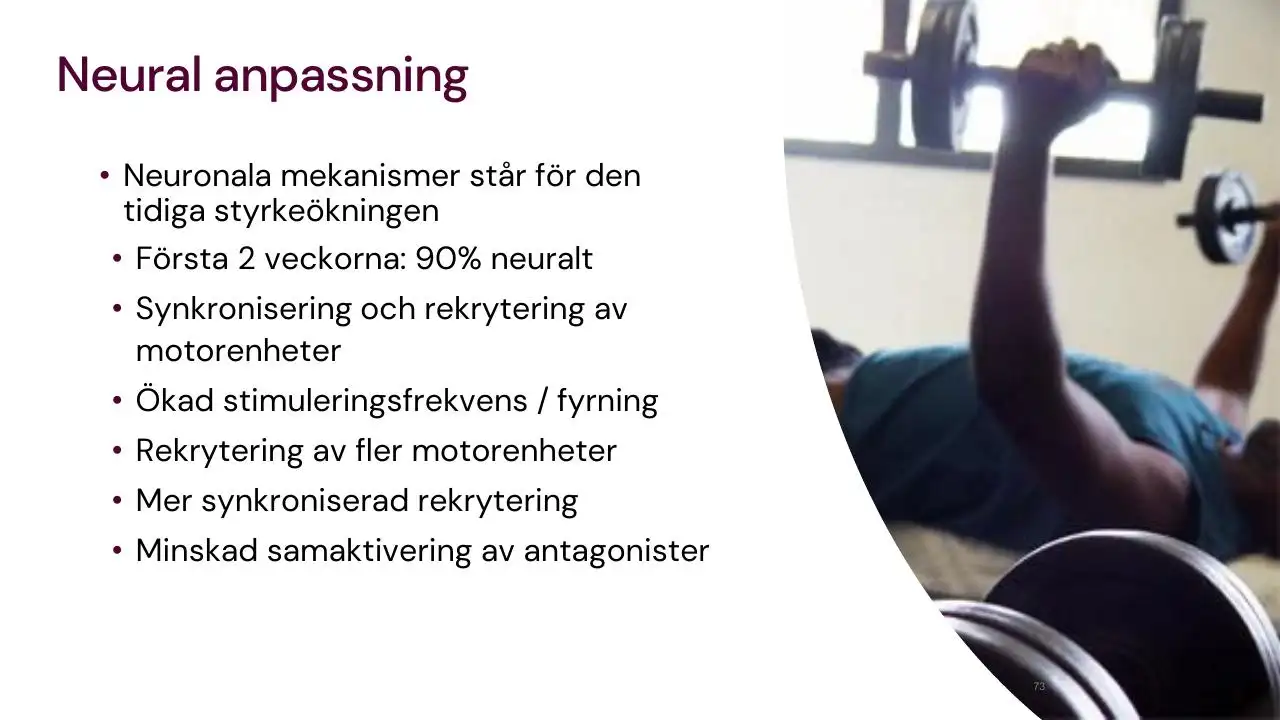 Neural anpassning
• Neuronala mekanismer står för den
tidiga styrkeökningen
• Första 2 veckorna: 90% neuralt
• Synkronisering och rekrytering av
motorenheter
• Ökad stimuleringsfrekvens / fyrning
• Rekrytering av fler motorenheter
• Mer synkroniserad rekrytering
• Minskad samaktivering av antagonister
73